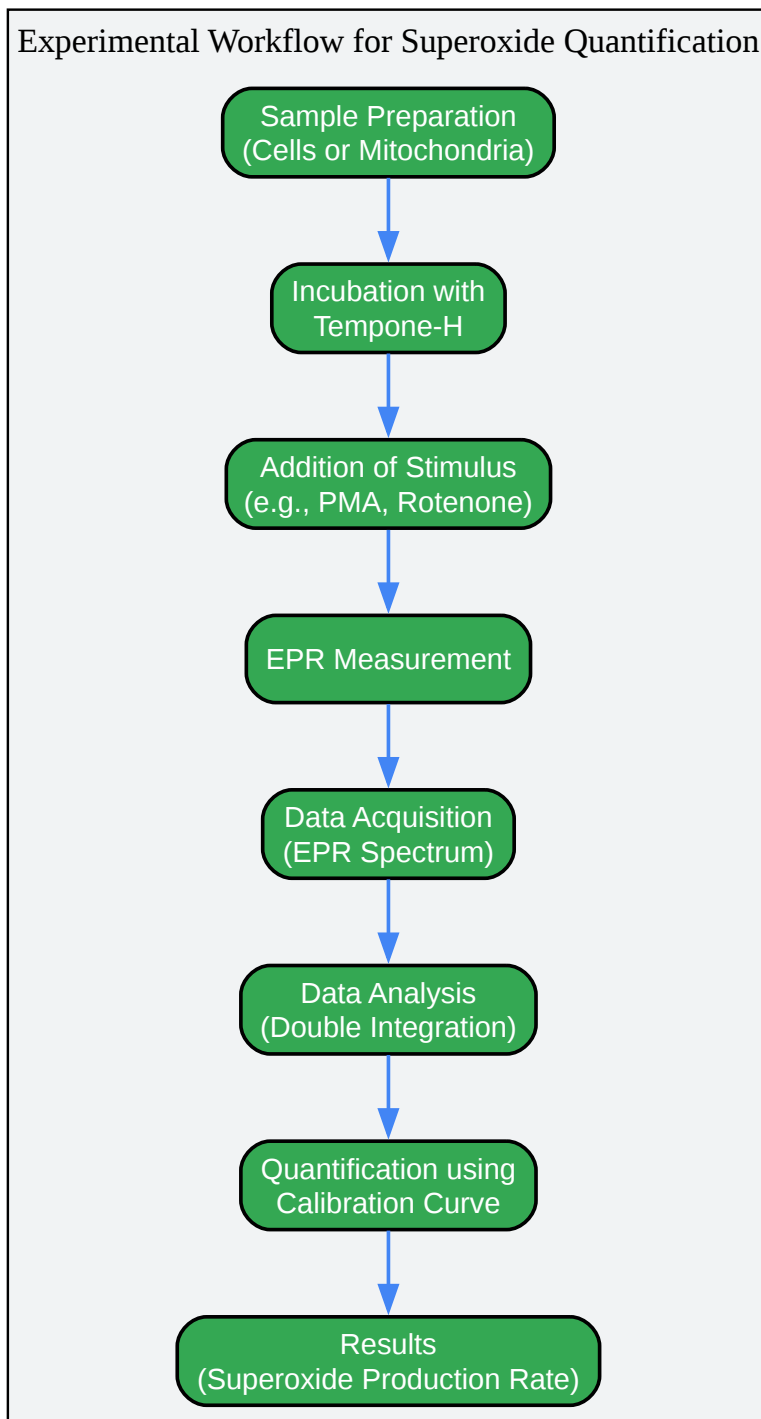 Experimental Workflow for Superoxide Quantification
Sample Preparation
(Cells or Mitochondria)
Incubation with
Tempone-H
Addition of Stimulus
(e.g., PMA, Rotenone)
EPR Measurement
Data Acquisition
(EPR Spectrum)
Data Analysis
(Double Integration)
Quantification using
Calibration Curve
Results
(Superoxide Production Rate)